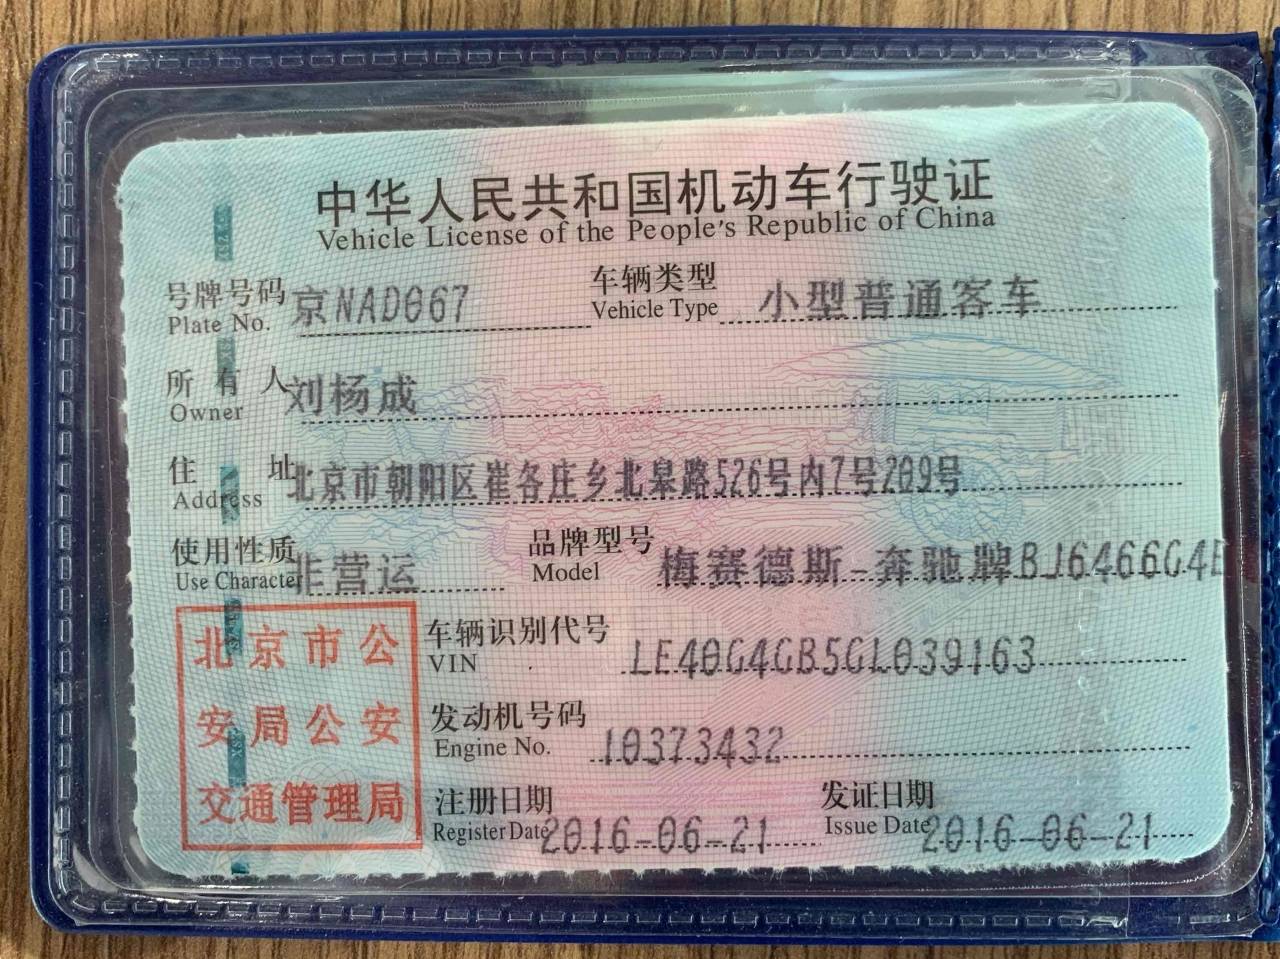 中华人民共和国机动车行驶证
Vehicle License of the People's Republic of China
号牌号码 京NAD067 车辆类型 小型普通客车
Plate No. Vehicle Type
所有人 刘杨成
Owner
住址 北京市朝阳区崔各庄乡北皋路526号内7号209号
Address
使用性质 非营运 品牌型号 梅赛德斯-奔驰牌BJ6466G4E
Use Character Model
北京市公
安局公安
交通管理局
车辆识别代号 LE40G4GB5GL039163
VIN
发动机号码 10373432
Engine No.
注册日期 2016-06-21 发证日期 2016-06-21
Register Date Issue Date